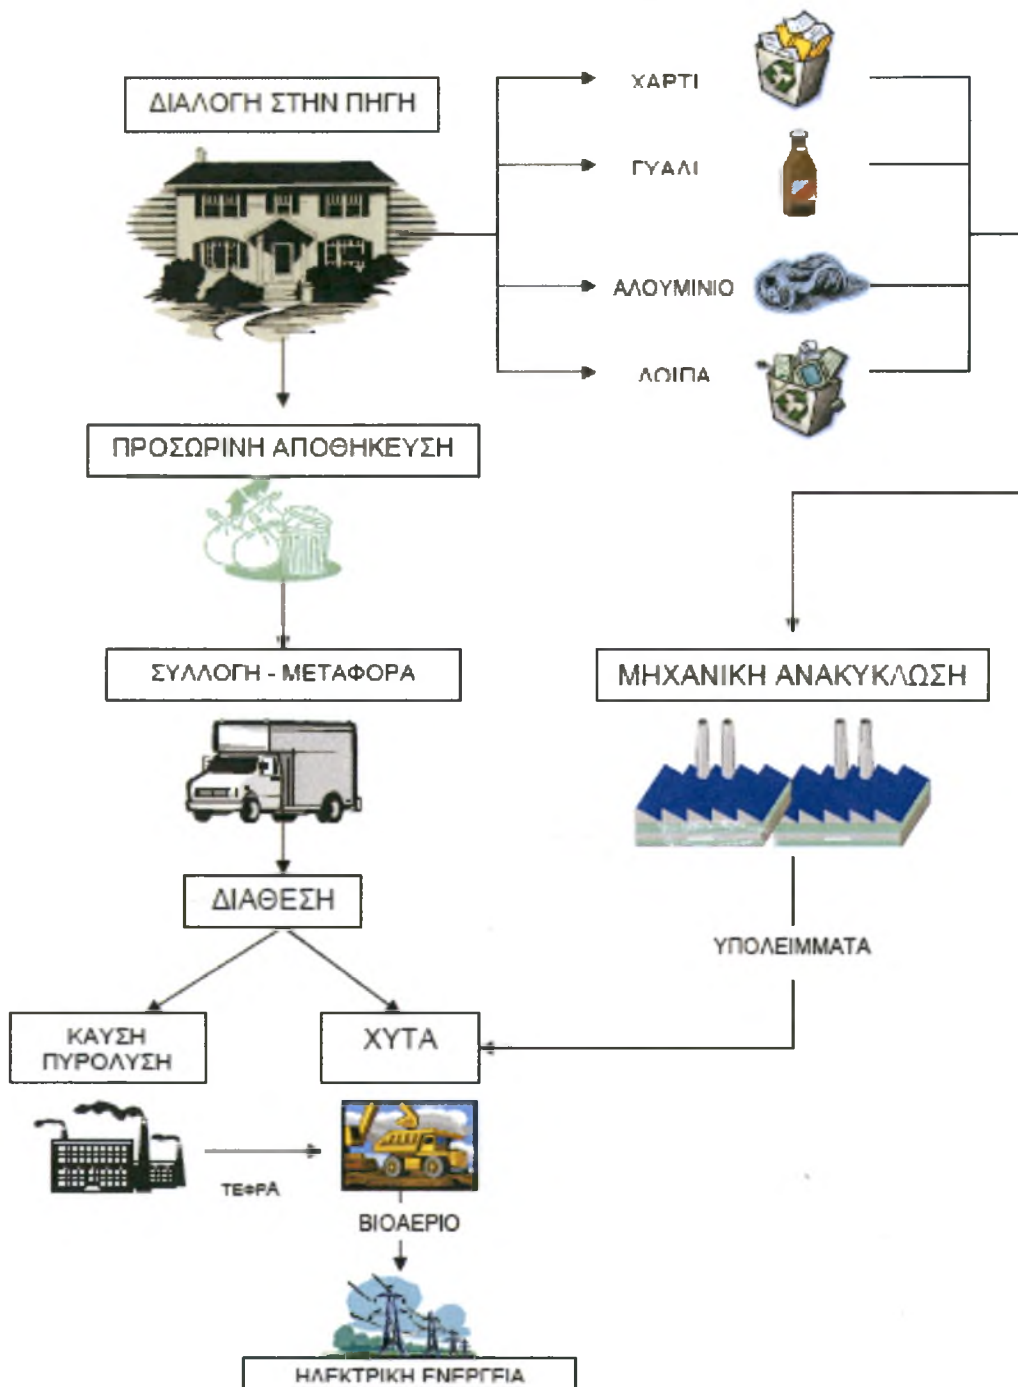 ΔΙΑΛΟΓΗ ΣΤΗΝ ΠΗΓΗ
ΧΑΡΤΙ
ΓΥΑΛΙ
ΑΛΟΥΜΙΝΙΟ
ΛΟΙΠΑ
ΠΡΟΣΩΡΙΝΗ ΑΠΟΘΗΚΕΥΣΗ
ΣΥΛΛΟΓΗ - ΜΕΤΑΦΟΡΑ
ΜΗΧΑΝΙΚΗ ΑΝΑΚΥΚΛΩΣΗ
ΔΙΑΘΕΣΗ
ΥΠΟΛΕΙΜΜΑΤΑ
ΚΑΥΣΗ
ΠΥΡΟΛΥΣΗ
ΧΥΤΑ
ΤΕΦΡΑ
ΒΙΟΑΕΡΙΟ
ΗΛΕΚΤΡΙΚΗ ΕΝΕΡΓΕΙΑ